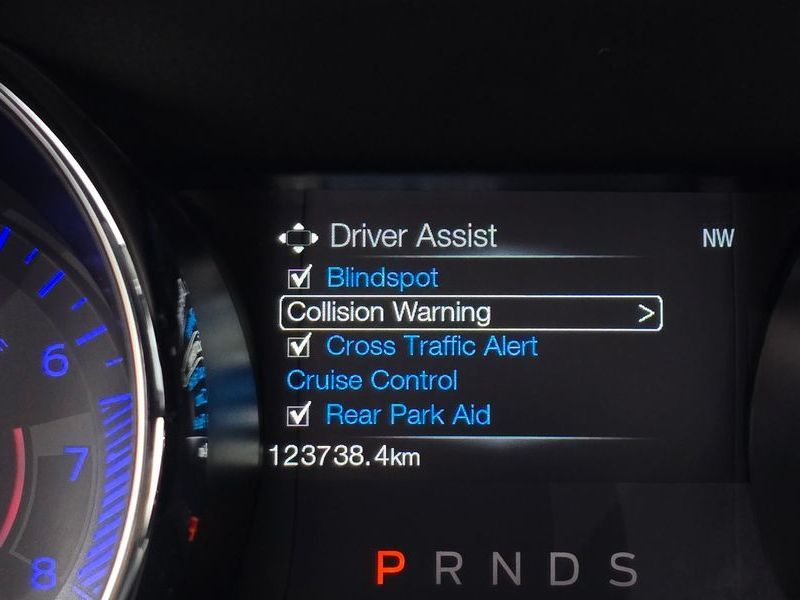 Driver Assist NW
Blindspot
Collision Warning >
Cross Traffic Alert
Cruise Control
Rear Park Aid
123738.4km
P R N D S
6
7
8